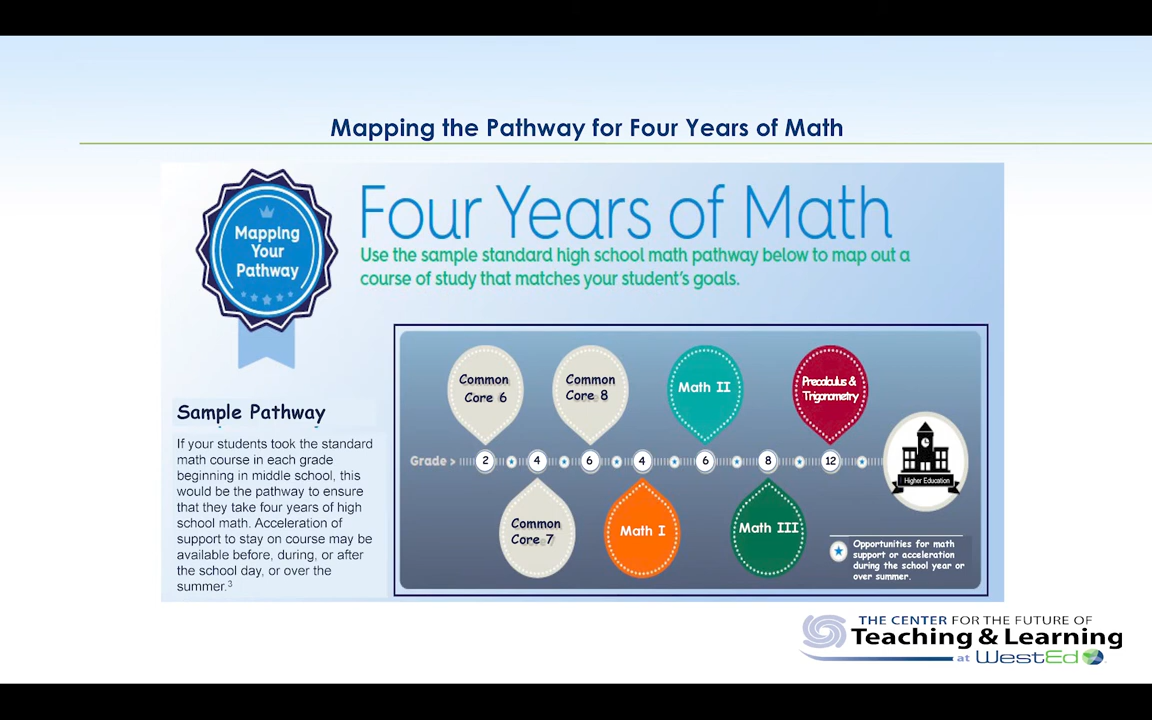 Mapping the Pathway for Four Years of Math
Mapping
Your
Pathway
Four Years of Math
Use the sample standard high school math pathway below to map out a
course of study that matches your student's goals.
Sample Pathway
If your students took the standard
math course in each grade
beginning in middle school, this
would be the pathway to ensure
that they take four years of high
school math. Acceleration of
support to stay on course may be
available before, during, or after
the school day, or over the
summer.3
Common
Core 6
Common
Core 8
Math II
Precalculus &
Trigonometry
Grade > 2 4 6 4 6 8 12
Higher Education
Common
Core 7
Math I
Math III
Opportunities for math
support or acceleration
during the school year or
over summer.
THE CENTER FOR THE FUTURE OF
Teaching & Learning
at WestEd